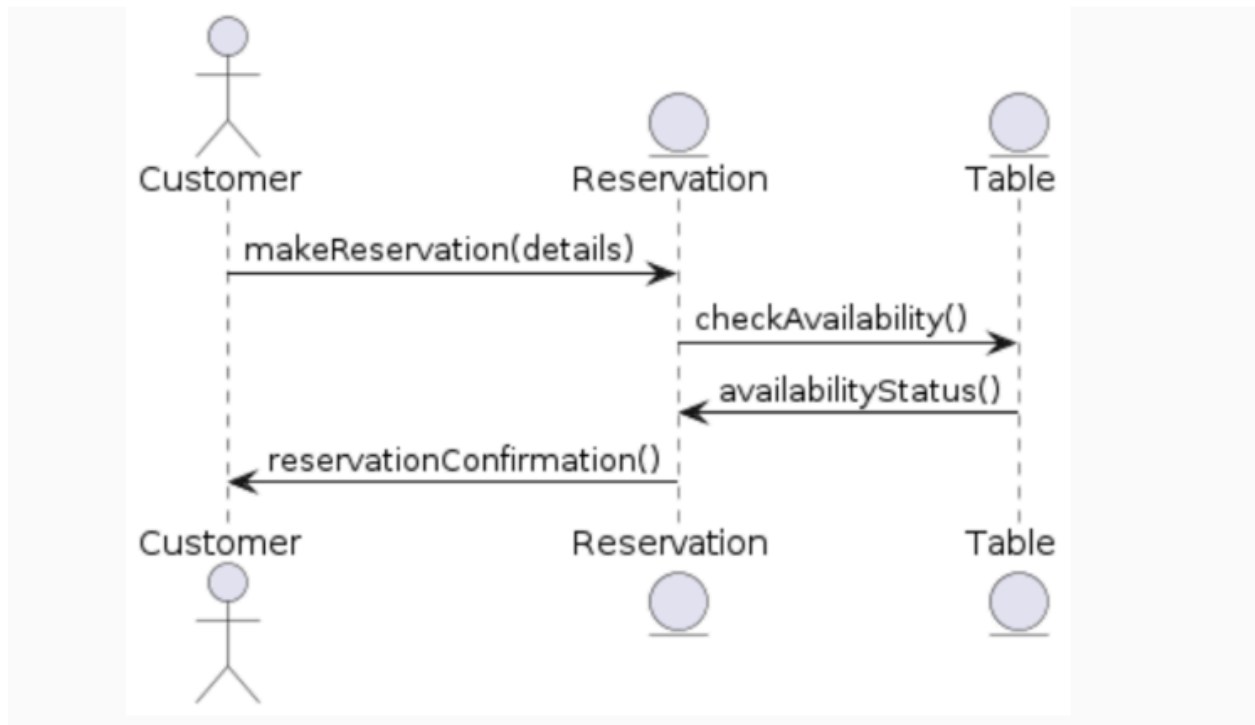 Customer
Reservation
Table
makeReservation(details)
checkAvailability()
availabilityStatus()
reservationConfirmation()
Customer
Reservation
Table